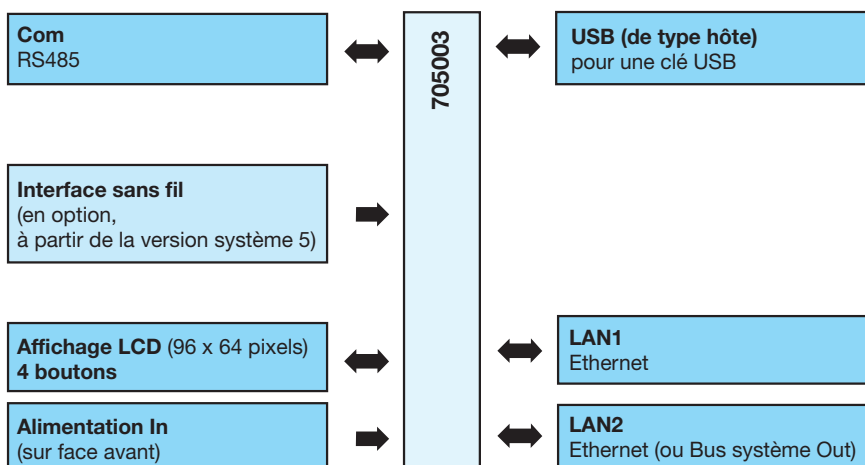 Com
RS485
Interface sans fil
(en option,
à partir de la version système 5)
Affichage LCD (96 x 64 pixels)
4 boutons
Alimentation In
(sur face avant)
705003
USB (de type hôte)
pour une clé USB
LAN1
Ethernet
LAN2
Ethernet (ou Bus système Out)